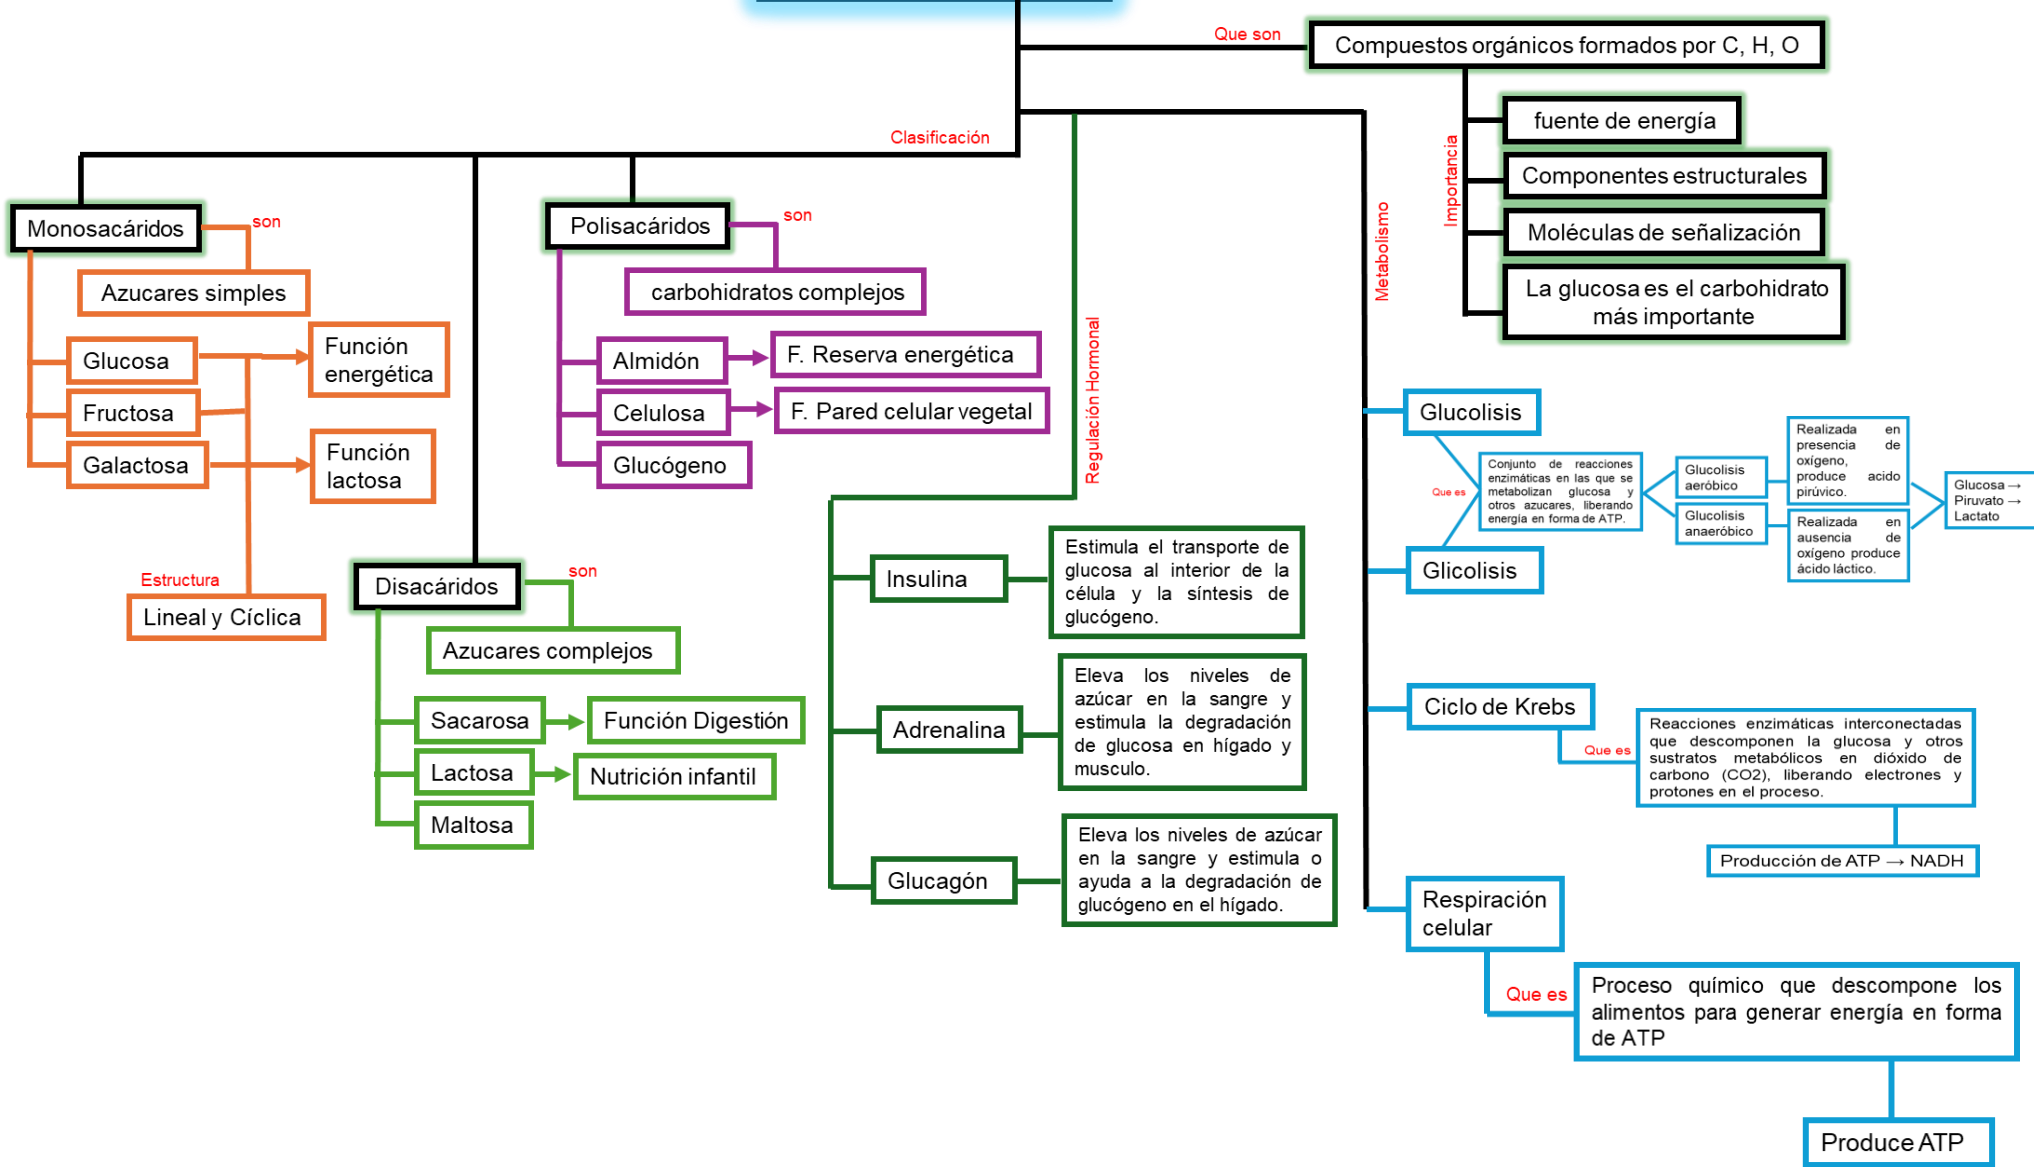 Que son
Compuestos orgánicos formados por C, H, O
Importancia
fuente de energía
Componentes estructurales
Moléculas de señalización
La glucosa es el carbohidrato
más importante
Clasificación
Monosacáridos
son
Azucares simples
Glucosa
Función
energética
Fructosa
Galactosa
Función
lactosa
Estructura
Lineal y Cíclica
Disacáridos
son
Azucares complejos
Sacarosa
Función Digestión
Lactosa
Nutrición infantil
Maltosa
Polisacáridos
son
carbohidratos complejos
Almidón
F. Reserva energética
Celulosa
F. Pared celular vegetal
Glucógeno
Regulación Hormonal
Insulina
Estimula el transporte de
glucosa al interior de la
célula y la síntesis de
glucógeno.
Adrenalina
Eleva los niveles de
azúcar en la sangre y
estimula la degradación
de glucosa en hígado y
musculo.
Glucagón
Eleva los niveles de azúcar
en la sangre y estimula o
ayuda a la degradación de
glucógeno en el hígado.
Metabolismo
Glucolisis
Que es
Conjunto de reacciones
enzimáticas en las que se
metabolizan glucosa y
otros azucares, liberando
energía en forma de ATP.
Glucolisis
aeróbico
Realizada en
presencia de
oxígeno,
produce acido
pirúvico.
Glucolisis
anaeróbico
Realizada en
ausencia de
oxígeno produce
ácido láctico.
Glucosa →
Piruvato →
Lactato
Glicolisis
Ciclo de Krebs
Que es
Reacciones enzimáticas interconectadas
que descomponen la glucosa y otros
sustratos metabólicos en dióxido de
carbono (CO2), liberando electrones y
protones en el proceso.
Producción de ATP → NADH
Respiración
celular
Que es
Proceso químico que descompone los
alimentos para generar energía en forma
de ATP
Produce ATP